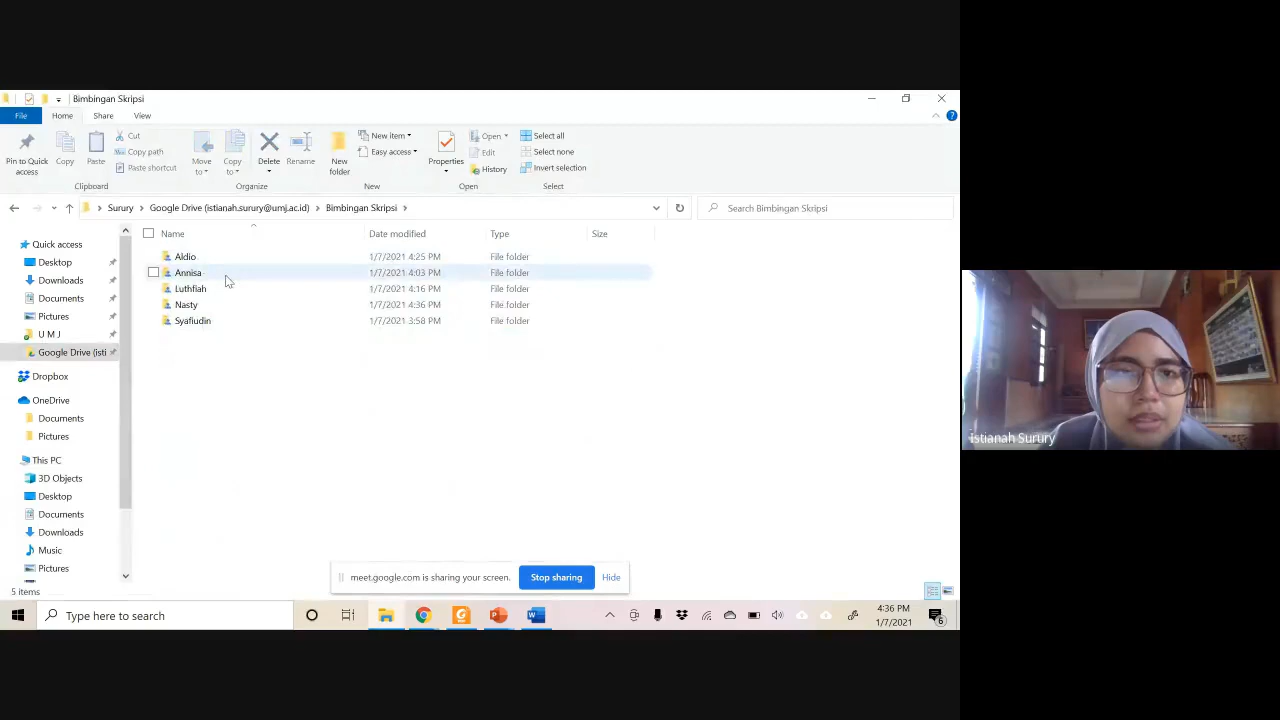 Bimbingan Skripsi
File Home Share View
Pin to Quick access
Copy
Paste
Cut
Copy path
Paste shortcut
Clipboard
Move to
Copy to
Delete
Rename
Organize
New folder
New item
Easy access
New
Properties
Open
Edit
History
Open
Select all
Select none
Invert selection
Select
Surury Google Drive (istianah.surury@umj.ac.id) Bimbingan Skripsi
Search Bimbingan Skripsi
Name Date modified Type Size
Aldio 1/7/2021 4:25 PM File folder
Annisa 1/7/2021 4:03 PM File folder
Luthfiah 1/7/2021 4:16 PM File folder
Nasty 1/7/2021 4:36 PM File folder
Syafiudin 1/7/2021 3:58 PM File folder
Quick access
Desktop
Downloads
Documents
Pictures
U M J
Google Drive (isti
Dropbox
OneDrive
Documents
Pictures
This PC
3D Objects
Desktop
Documents
Downloads
Music
Pictures
5 items
meet.google.com is sharing your screen. Stop sharing Hide
Istianah Surury
Type here to search
4:36 PM
1/7/2021
6